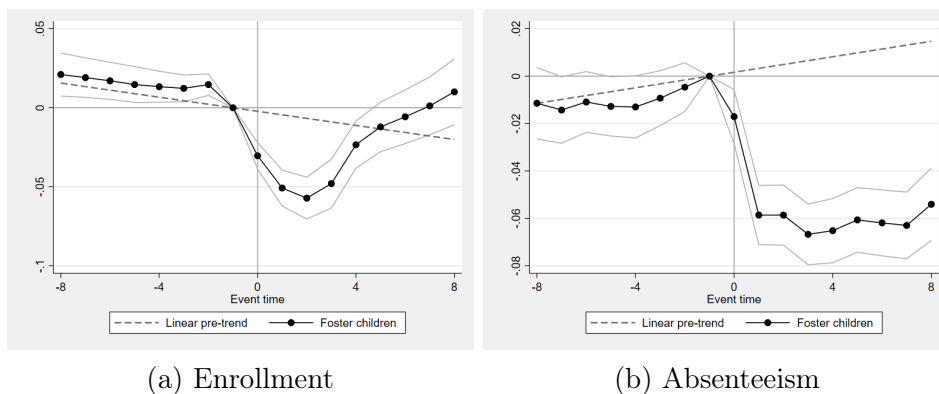 .05
0
-.05
-.1
-8
-4
0
4
8
Event time
Linear pre-trend
Foster children
(a) Enrollment
.02
0
-.02
-.04
-.06
-.08
-8
-4
0
4
8
Event time
Linear pre-trend
Foster children
(b) Absenteeism